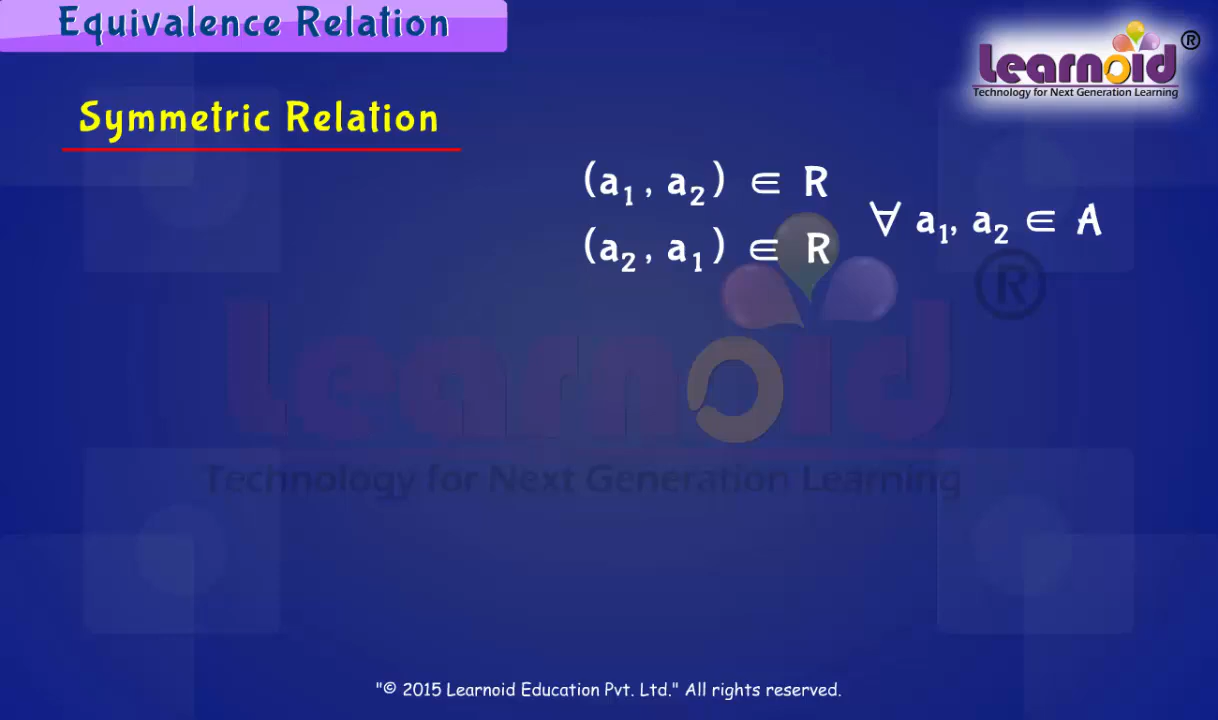 Equivalence Relation
Learnoid ®
Technology for Next Generation Learning
Symmetric Relation
(a₁ , a₂) ∈ R
∀ a₁, a₂ ∈ A
(a₂ , a₁) ∈ R
®
Learnoid
Technology for Next Generation Learning
"© 2015 Learnoid Education Pvt. Ltd." All rights reserved.